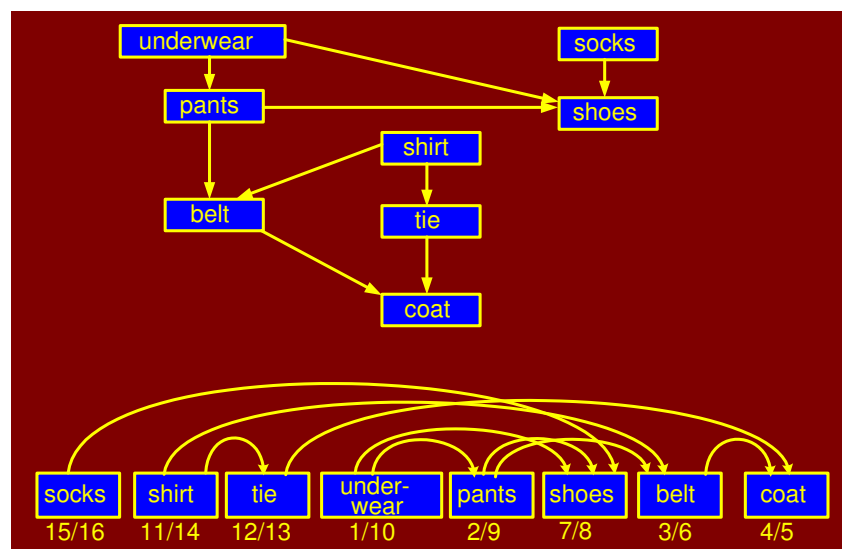 underwear
socks
pants
shoes
shirt
belt
tie
coat
socks
shirt
tie
under-
wear
pants
shoes
belt
coat
15/16
11/14
12/13
1/10
2/9
7/8
3/6
4/5